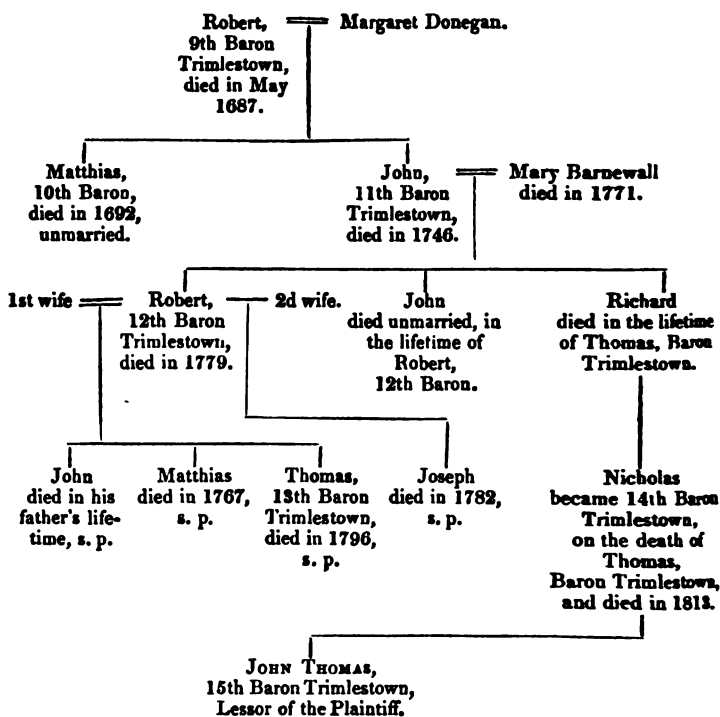 Robert,
9th Baron
Trimlestown,
died in May
1687.
Margaret Donegan.
Matthias,
10th Baron,
died in 1692,
unmarried.
John,
11th Baron
Trimlestown,
died in 1746.
Mary Barnewall
died in 1771.
1st wife
Robert,
12th Baron
Trimlestown,
died in 1779.
2d wife.
John
died unmarried, in
the lifetime of
Robert,
12th Baron.
Richard
died in the lifetime
of Thomas, Baron
Trimlestown.
John
died in his
father's life-
time, s. p.
Matthias
died in 1767,
s. p.
Thomas,
13th Baron
Trimlestown,
died in 1796,
s. p.
Joseph
died in 1782,
s. p.
Nicholas
became 14th Baron
Trimlestown,
on the death of
Thomas,
Baron Trimlestown,
and died in 1813.
JOHN THOMAS,
15th Baron Trimlestown,
Lessor of the Plaintiff.